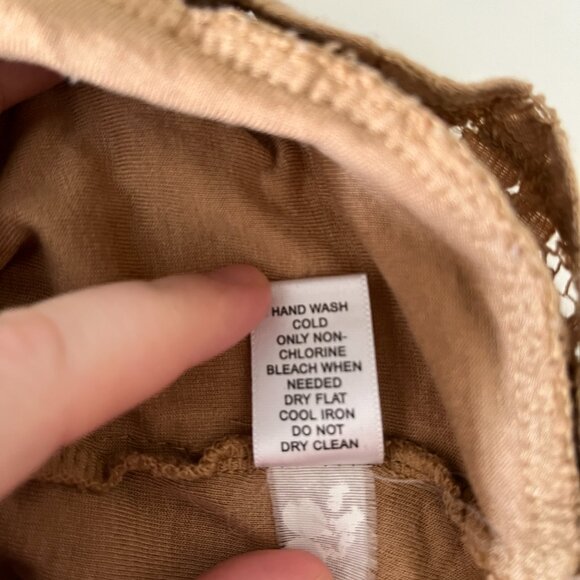 HAND WASH
COLD
ONLY NON-
CHLORINE
BLEACH WHEN
NEEDED
DRY FLAT
COOL IRON
DO NOT
DRY CLEAN